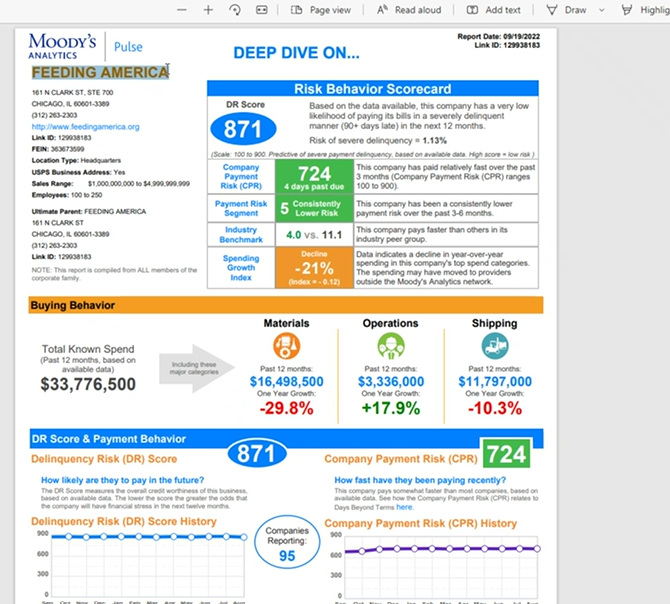 Page view
Read aloud
Add text
Draw
Highlig
MOODY'S
ANALYTICS
Pulse
DEEP DIVE ON...
Report Date: 09/19/2022
Link ID: 129938183
FEEDING AMERICA
161 N CLARK ST, STE 700
CHICAGO, IL 60601-3389
(312) 263-2303
http://www.feedingamerica.org
Link ID: 129938183
FEIN: 363673599
Location Type: Headquarters
USPS Business Address: Yes
Sales Range: $1,000,000,000 to $4,999,999,999
Employees: 100 to 250
Ultimate Parent: FEEDING AMERICA
161 N CLARK ST
CHICAGO, IL 60601-3389
(312) 263-2303
Link ID: 129938183
NOTE: This report is compiled from ALL members of the
corporate family.
Risk Behavior Scorecard
DR Score
871
Based on the data available, this company has a very low
likelihood of paying its bills in a severely delinquent
manner (90+ days late) in the next 12 months.
Risk of severe delinquency = 1.13%
(Scale: 100 to 900. Predictive of severe payment delinquency, based on available data. High score = low risk )
Company
Payment
Risk (CPR)
724
4 days past due
This company has paid relatively fast over the past
3 months (Company Payment Risk (CPR) ranges
100 to 900).
Payment Risk
Segment
5 Consistently
Lower Risk
This company has been a consistently lower
payment risk over the past 3-6 months.
Industry
Benchmark
4.0 vs. 11.1
This company pays faster than others in its
industry peer group.
Spending
Growth
Index
Decline
-21%
(Index = - 0.12)
Data indicates a decline in year-over-year
spending in this company's top spend categories.
The spending may have moved to providers
outside the Moody's Analytics network.
Buying Behavior
Total Known Spend
(Past 12 months, based on
available data)
$33,776,500
Including these
major categories
Materials
Past 12 months:
$16,498,500
One Year Growth:
-29.8%
Operations
Past 12 months:
$3,336,000
One Year Growth:
+17.9%
Shipping
Past 12 months:
$11,797,000
One Year Growth:
-10.3%
DR Score & Payment Behavior
Delinquency Risk (DR) Score
871
How likely are they to pay in the future?
The DR Score measures the overall credit worthiness of this business,
based on available data. The lower the score the greater the odds that
the company will have financial stress in the next twelve months.
Company Payment Risk (CPR)
724
How fast have they been paying recently?
This company pays somewhat faster than most companies, based on
available data. See how the Company Payment Risk (CPR) relates to
Days Beyond Terms here.
Delinquency Risk (DR) Score History
900
600
300
Companies
Reporting:
95
Company Payment Risk (CPR) History
900
600
300